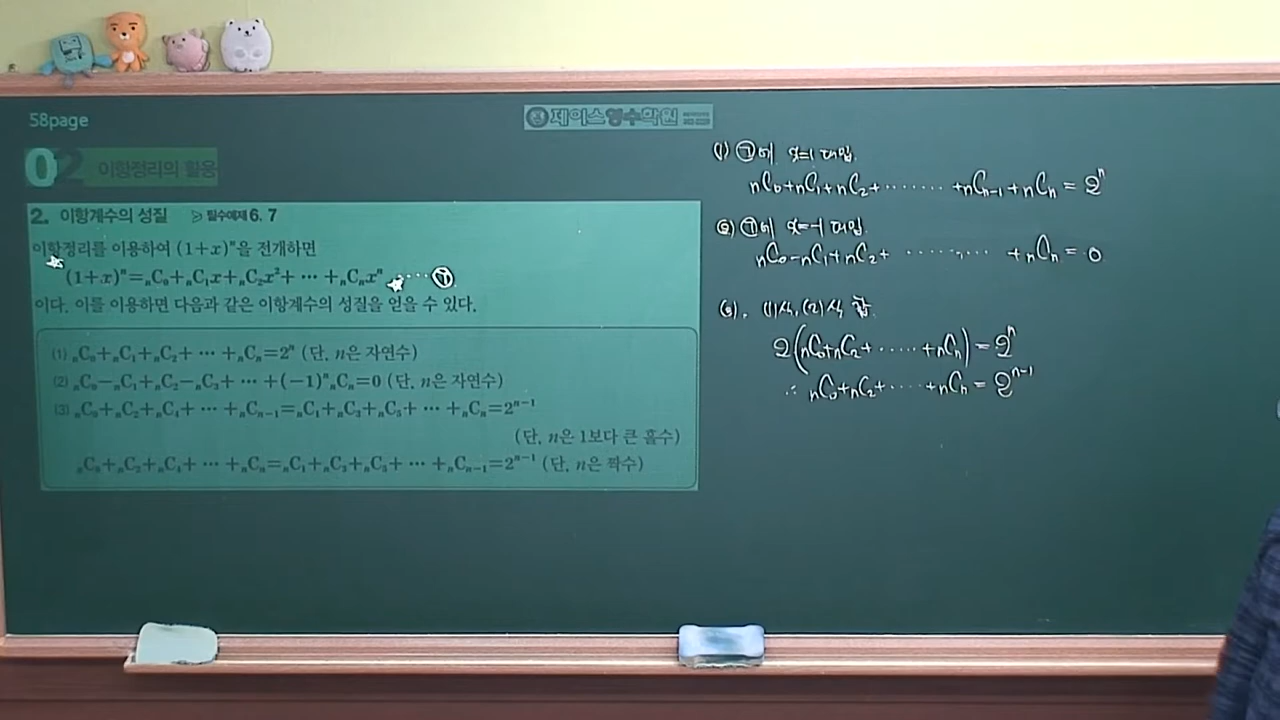 58page
제이스영수학원
02 이항정리의 활용
2. 이항계수의 성질 ≫ 필수예제 6, 7
이항정리를 이용하여 (1+x)ⁿ을 전개하면
(1+x)ⁿ=ₙC₀+ₙC₁x+ₙC₂x²+ ⋯ +ₙCₙxⁿ ⋯⋯ ㉠
이다. 이를 이용하면 다음과 같은 이항계수의 성질을 얻을 수 있다.
(1) ₙC₀+ₙC₁+ₙC₂+ ⋯ +ₙCₙ=2ⁿ (단, n은 자연수)
(2) ₙC₀-ₙC₁+ₙC₂-ₙC₃+ ⋯ +(-1)ⁿₙCₙ=0 (단, n은 자연수)
(3) ₙC₀+ₙC₂+ₙC₄+ ⋯ +ₙCₙ₋₁=ₙC₁+ₙC₃+ₙC₅+ ⋯ +ₙCₙ=2ⁿ⁻¹
(단, n은 1보다 큰 홀수)
ₙC₀+ₙC₂+ₙC₄+ ⋯ +ₙCₙ=ₙC₁+ₙC₃+ₙC₅+ ⋯ +ₙCₙ₋₁=2ⁿ⁻¹ (단, n은 짝수)
(1) ㉠에 x=1 대입.
ₙC₀+ₙC₁+ₙC₂+ ⋯⋯ +ₙCₙ₋₁+ₙCₙ = 2ⁿ
(2) ㉠에 x=-1 대입.
ₙC₀-ₙC₁+ₙC₂+ ⋯⋯ +ₙCₙ = 0
(3). (1)식, (2)식 합.
2(ₙC₀+ₙC₂+ ⋯⋯ +ₙCₙ) = 2ⁿ
∴ ₙC₀+ₙC₂+ ⋯⋯ +ₙCₙ = 2ⁿ⁻¹